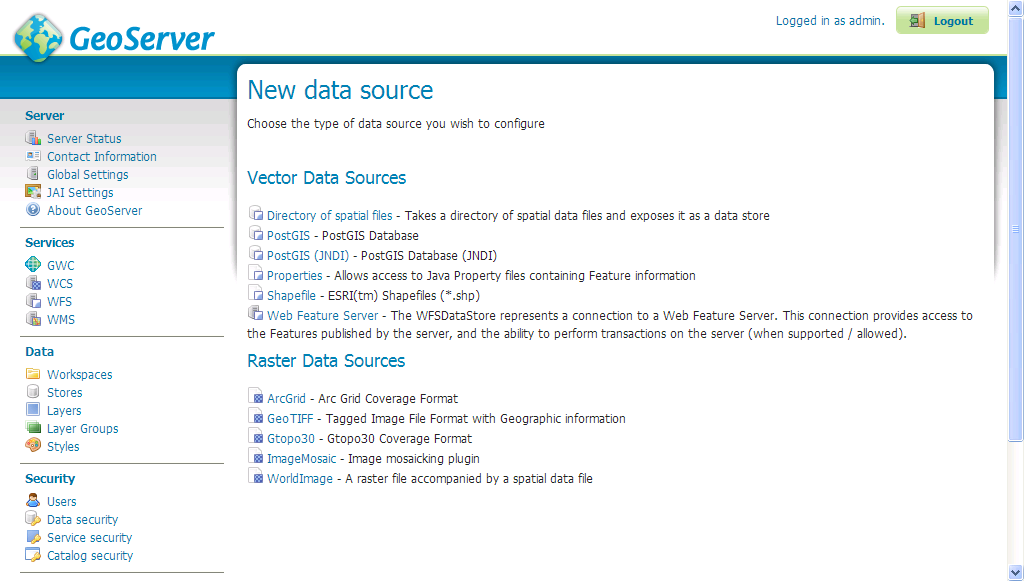 GeoServer
Logged in as admin.
Logout
Server
Server Status
Contact Information
Global Settings
JAI Settings
About GeoServer
Services
GWC
WCS
WFS
WMS
Data
Workspaces
Stores
Layers
Layer Groups
Styles
Security
Users
Data security
Service security
Catalog security
New data source
Choose the type of data source you wish to configure
Vector Data Sources
Directory of spatial files - Takes a directory of spatial data files and exposes it as a data store
PostGIS - PostGIS Database
PostGIS (JNDI) - PostGIS Database (JNDI)
Properties - Allows access to Java Property files containing Feature information
Shapefile - ESRI(tm) Shapefiles (*.shp)
Web Feature Server - The WFSDataStore represents a connection to a Web Feature Server. This connection provides access to
the Features published by the server, and the ability to perform transactions on the server (when supported / allowed).
Raster Data Sources
ArcGrid - Arc Grid Coverage Format
GeoTIFF - Tagged Image File Format with Geographic information
Gtopo30 - Gtopo30 Coverage Format
ImageMosaic - Image mosaicking plugin
WorldImage - A raster file accompanied by a spatial data file